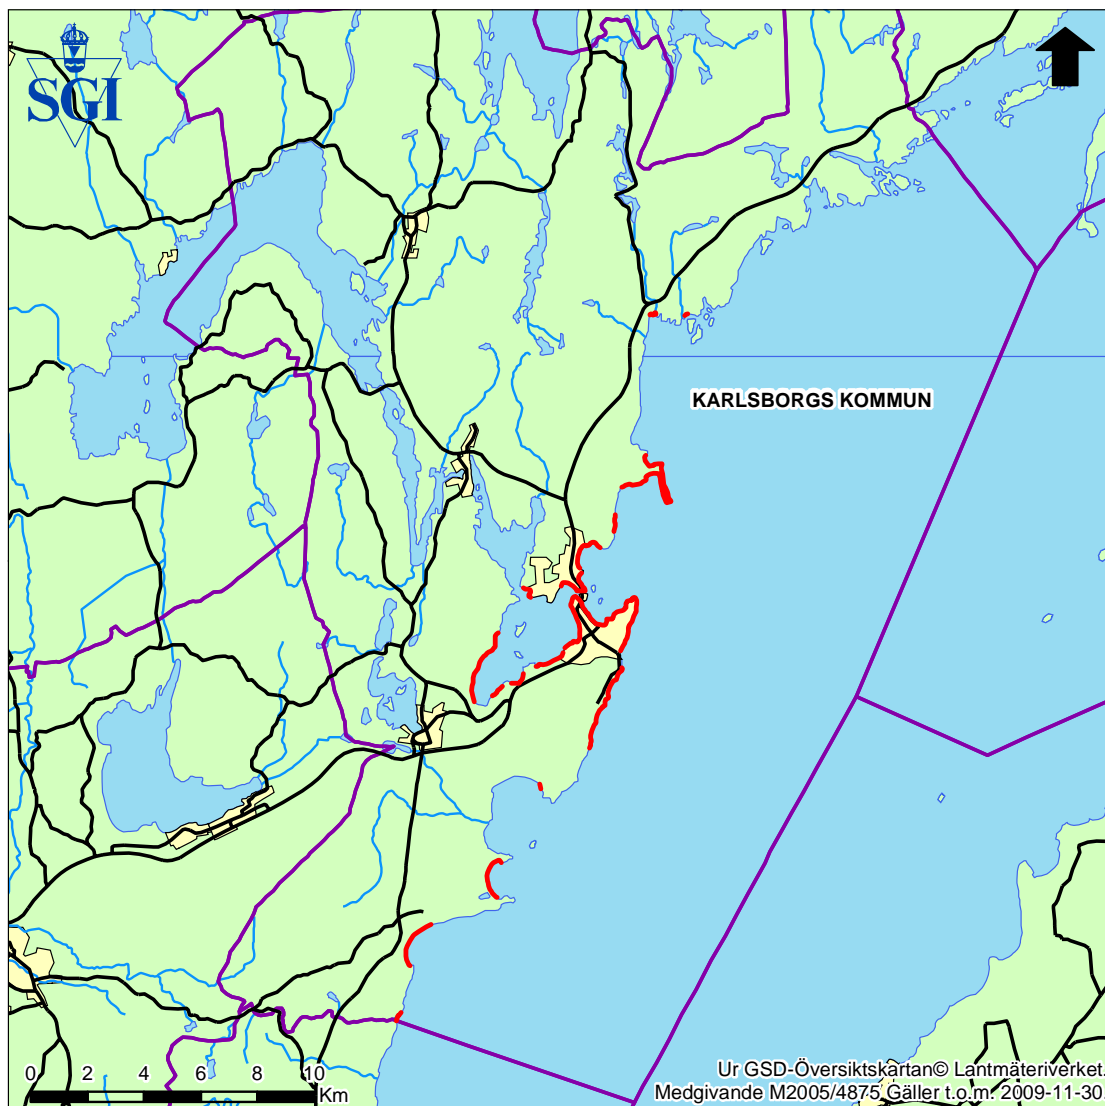 SGI
KARLSBORGS KOMMUN
0 2 4 6 8 10
Km
Ur GSD-Översiktskartan© Lantmäteriverket.
Medgivande M2005/4875 Gäller t.o.m. 2009-11-30.